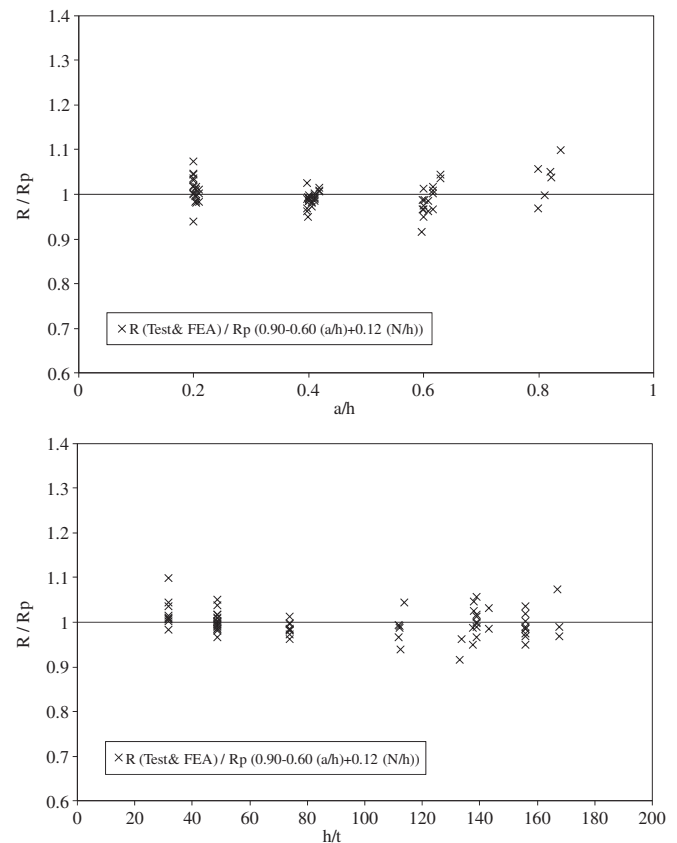 1.4
1.3
1.2
1.1
1
0.9
0.8
0.7
0.6
R / Rp
× R (Test& FEA) / Rp (0.90-0.60 (a/h)+0.12 (N/h))
0 0.2 0.4 0.6 0.8 1
a/h
1.4
1.3
1.2
1.1
1
0.9
0.8
0.7
0.6
R / Rp
× R (Test& FEA) / Rp (0.90-0.60 (a/h)+0.12 (N/h))
0 20 40 60 80 100 120 140 160 180 200
h/t